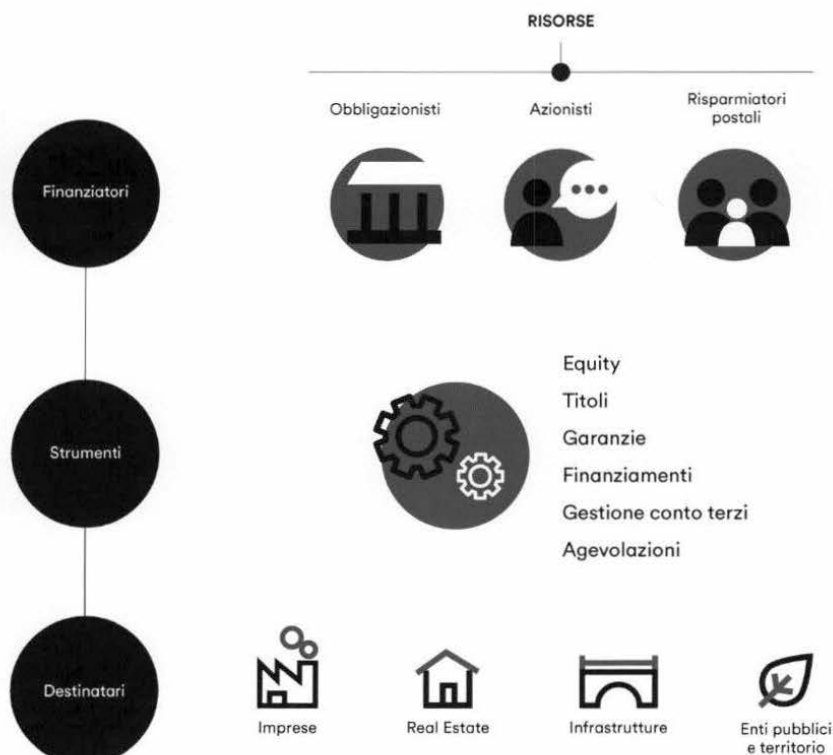 RISORSE
Obbligazionisti
Azionisti
Risparmiatori
postali
Finanziatori
Equity
Titoli
Garanzie
Finanziamenti
Gestione conto terzi
Agevolazioni
Strumenti
Destinatari
Imprese
Real Estate
Infrastrutture
Enti pubblici
e territorio